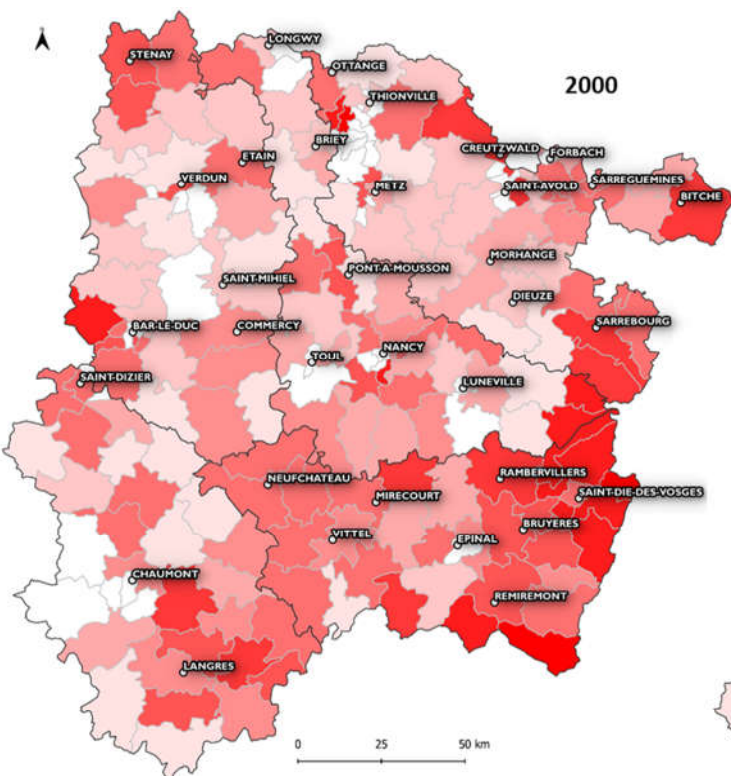 LONGWY
STENAY
OTTANGE
2000
THIONVILLE
BRIEY
CREUTZWALD
FORBACH
ETAIN
VERDUN
METZ
SAINT-AVOLD
SARREGUEMINES
BITCHE
MORHANGE
PONT-A-MOUSSON
SAINT-MIHIEL
DIEUZE
BAR-LE-DUC
COMMERCY
SARREBOURG
TOUL
NANCY
SAINT-DIZIER
LUNEVILLE
NEUFCHATEAU
RAMBERVILLERS
MIRECOURT
SAINT-DIE-DES-VOSGES
VITTEL
EPINAL
BRUYERES
CHAUMONT
REMIREMONT
LANGRES
0 25 50 km